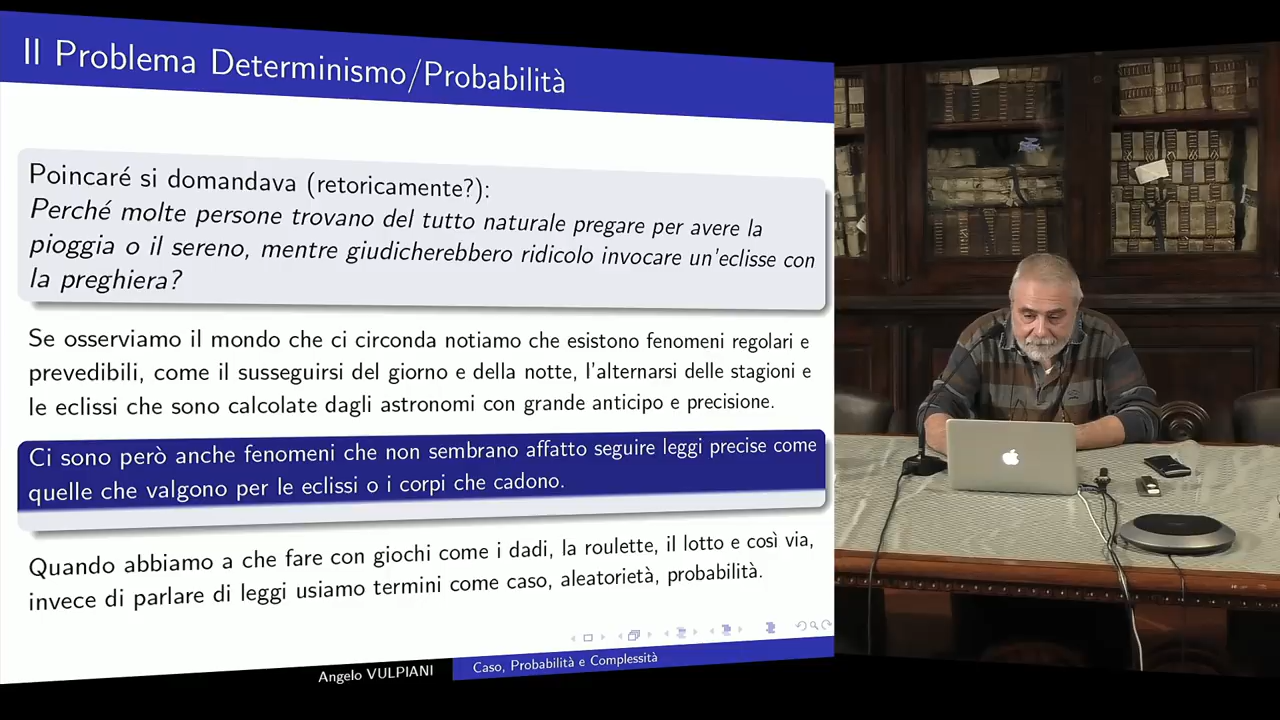 Il Problema Determinismo/Probabilità
Poincaré si domandava (retoricamente?):
Perché molte persone trovano del tutto naturale pregare per avere la
pioggia o il sereno, mentre giudicherebbero ridicolo invocare un'eclisse con
la preghiera?
Se osserviamo il mondo che ci circonda notiamo che esistono fenomeni regolari e
prevedibili, come il susseguirsi del giorno e della notte, l'alternarsi delle stagioni e
le eclissi che sono calcolate dagli astronomi con grande anticipo e precisione.
Ci sono però anche fenomeni che non sembrano affatto seguire leggi precise come
quelle che valgono per le eclissi o i corpi che cadono.
Quando abbiamo a che fare con giochi come i dadi, la roulette, il lotto e così via,
invece di parlare di leggi usiamo termini come caso, aleatorietà, probabilità.
Angelo VULPIANI
Caso, Probabilità e Complessità